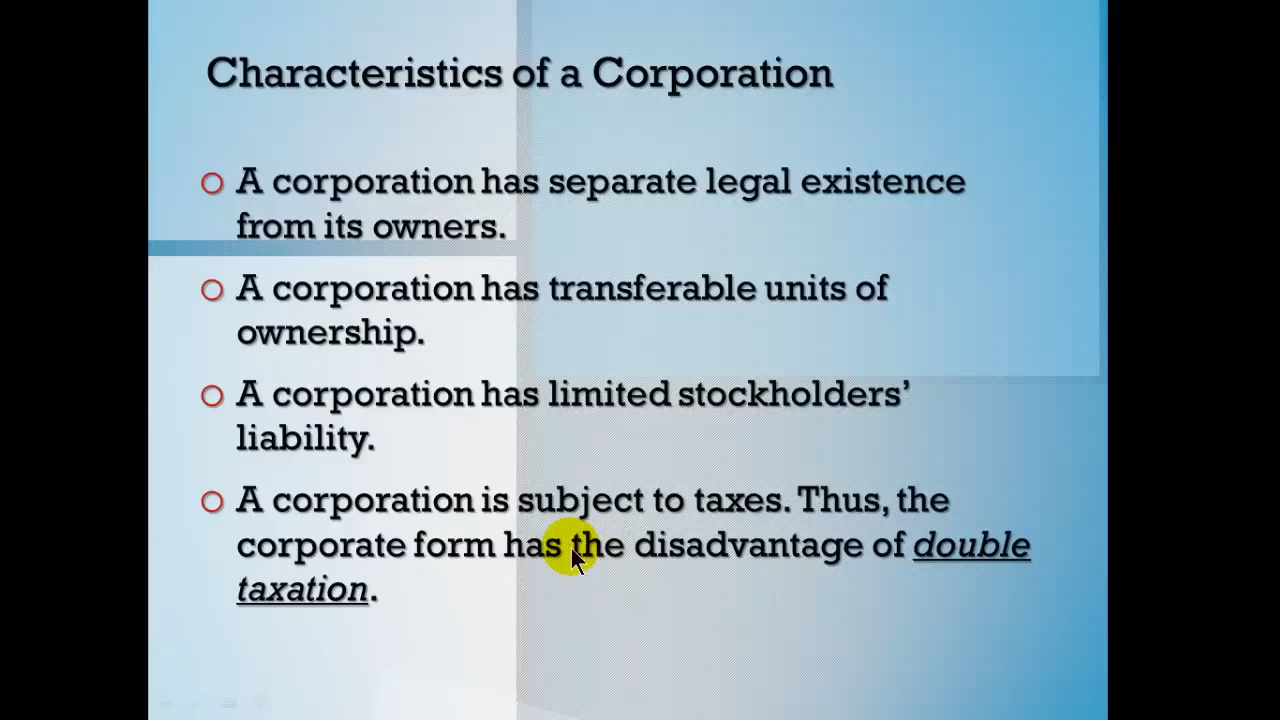 Characteristics of a Corporation
A corporation has separate legal existence
from its owners.
A corporation has transferable units of
ownership.
A corporation has limited stockholders’
liability.
A corporation is subject to taxes. Thus, the
corporate form has the disadvantage of double
taxation.